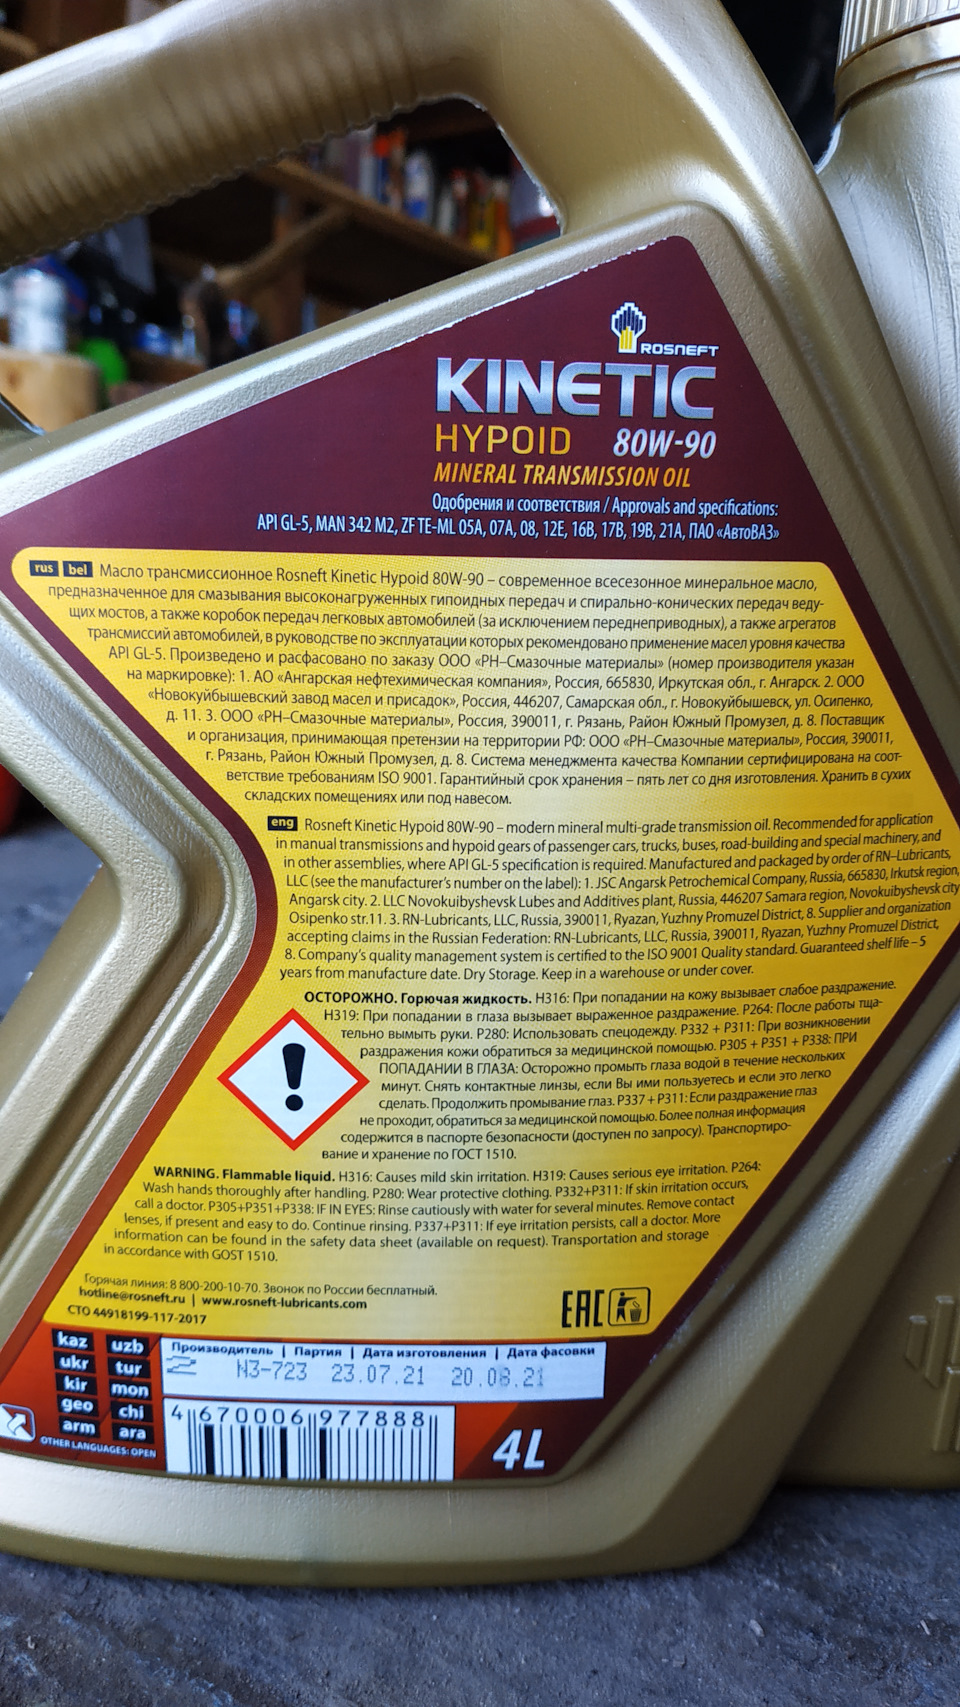 ROSNEFT
KINETIC
HYPOID 80W-90
MINERAL TRANSMISSION OIL
Одобрения и соответствия / Approvals and specifications:
API GL-5, MAN 342 M2, ZF TE-ML 05A, 07A, 08, 12E, 16B, 17B, 19B, 21A, ПАО «АвтоВАЗ»
rus bel Масло трансмиссионное Rosneft Kinetic Hypoid 80W-90 – современное всесезонное минеральное масло,
предназначенное для смазывания высоконагруженных гипоидных передач и спирально-конических передач веду-
щих мостов, а также коробок передач легковых автомобилей (за исключением переднеприводных), а также агрегатов
трансмиссий автомобилей, в руководстве по эксплуатации которых рекомендовано применение масел уровня качества
API GL-5. Произведено и расфасовано по заказу ООО «РН–Смазочные материалы» (номер производителя указан
на маркировке): 1. АО «Ангарская нефтехимическая компания», Россия, 665830, Иркутская обл., г. Ангарск. 2. ООО
«Новокуйбышевский завод масел и присадок», Россия, 446207, Самарская обл., г. Новокуйбышевск, ул. Осипенко,
д. 11. 3. ООО «РН–Смазочные материалы», Россия, 390011, г. Рязань, Район Южный Промузел, д. 8. Поставщик
и организация, принимающая претензии на территории РФ: ООО «РН–Смазочные материалы», Россия, 390011,
г. Рязань, Район Южный Промузел, д. 8. Система менеджмента качества Компании сертифицирована на соот-
ветствие требованиям ISO 9001. Гарантийный срок хранения – пять лет со дня изготовления. Хранить в сухих
складских помещениях или под навесом.
eng Rosneft Kinetic Hypoid 80W-90 – modern mineral multi-grade transmission oil. Recommended for application
in manual transmissions and hypoid gears of passenger cars, trucks, buses, road-building and special machinery, and
in other assemblies, where API GL-5 specification is required. Manufactured and packaged by order of RN–Lubricants,
LLC (see the manufacturer's number on the label): 1. JSC Angarsk Petrochemical Company, Russia, 665830, Irkutsk region,
Angarsk city. 2. LLC Novokuibyshevsk Lubes and Additives plant, Russia, 446207 Samara region, Novokuibyshevsk city
Osipenko str.11. 3. RN-Lubricants, LLC, Russia, 390011, Ryazan, Yuzhny Promuzel District, 8. Supplier and organization
accepting claims in the Russian Federation: RN-Lubricants, LLC, Russia, 390011, Ryazan, Yuzhny Promuzel District,
8. Company's quality management system is certified to the ISO 9001 Quality standard. Guaranteed shelf life – 5
years from manufacture date. Dry Storage. Keep in a warehouse or under cover.
ОСТОРОЖНО. Горючая жидкость. H316: При попадании на кожу вызывает слабое раздражение.
H319: При попадании в глаза вызывает выраженное раздражение. P264: После работы тща-
тельно вымыть руки. P280: Использовать спецодежду. P332 + P311: При возникновении
раздражения кожи обратиться за медицинской помощью. P305 + P351 + P338: ПРИ
ПОПАДАНИИ В ГЛАЗА: Осторожно промыть глаза водой в течение нескольких
минут. Снять контактные линзы, если Вы ими пользуетесь и если это легко
сделать. Продолжить промывание глаз. P337 + P311: Если раздражение глаз
не проходит, обратиться за медицинской помощью. Более полная информация
содержится в паспорте безопасности (доступен по запросу). Транспортиро-
вание и хранение по ГОСТ 1510.
WARNING. Flammable liquid. H316: Causes mild skin irritation. H319: Causes serious eye irritation. P264:
Wash hands thoroughly after handling. P280: Wear protective clothing. P332+P311: If skin irritation occurs,
call a doctor. P305+P351+P338: IF IN EYES: Rinse cautiously with water for several minutes. Remove contact
lenses, if present and easy to do. Continue rinsing. P337+P311: If eye irritation persists, call a doctor. More
information can be found in the safety data sheet (available on request). Transportation and storage
in accordance with GOST 1510.
Горячая линия: 8 800-200-10-70. Звонок по России бесплатный.
hotline@rosneft.ru | www.rosneft-lubricants.com
СТО 44918199-117-2017
EAC
kaz uzb
ukr tur
kir mon
geo chi
arm ara
OTHER LANGUAGES: OPEN
Производитель | Партия | Дата изготовления | Дата фасовки
2 N3-723 23.07.21 20.08.21
4 670006 977888
4L